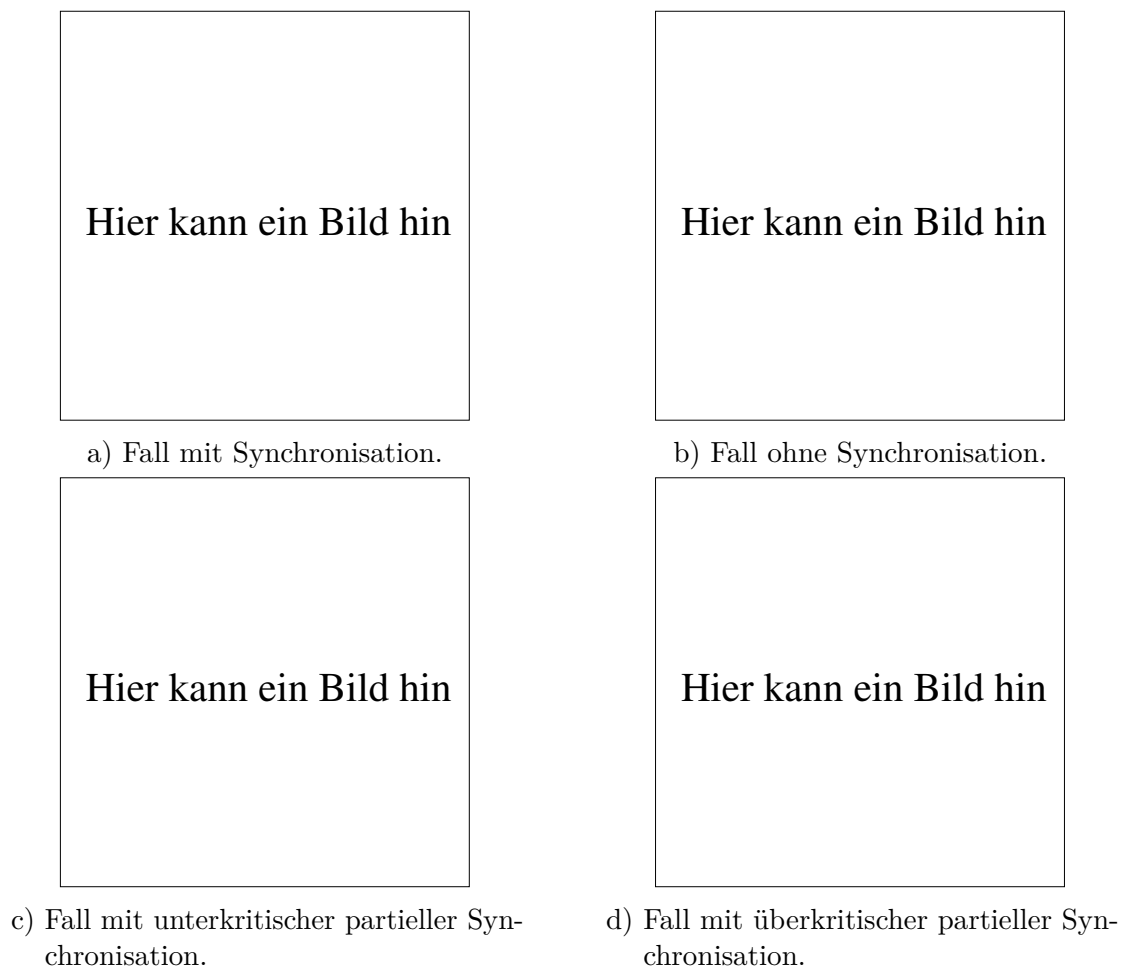 Hier kann ein Bild hin
Hier kann ein Bild hin
a) Fall mit Synchronisation.
b) Fall ohne Synchronisation.
Hier kann ein Bild hin
Hier kann ein Bild hin
c) Fall mit unterkritischer partieller Syn-
chronisation.
d) Fall mit überkritischer partieller Syn-
chronisation.